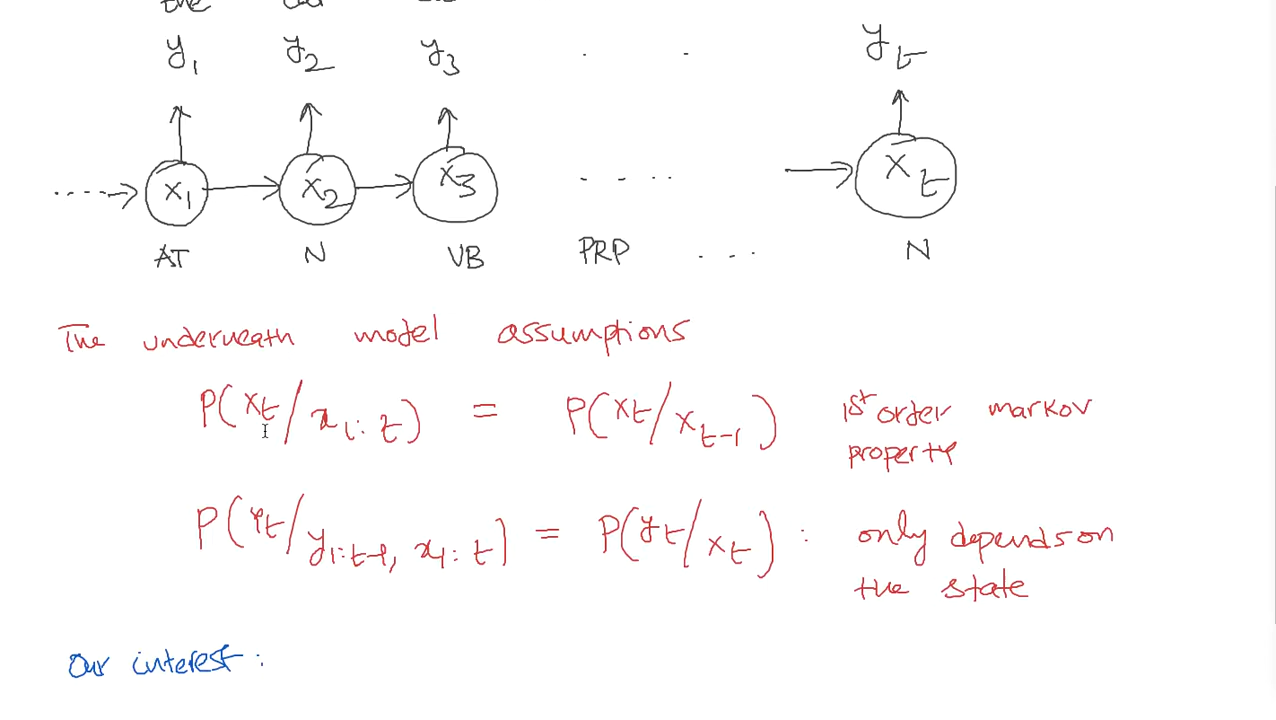 the
y1 y2 y3 . . yt
x1 x2 x3 - - . . xt
AT N VB PRP . . . . N
The underneath model assumptions
P(xt/x1:t) = P(xt/xt-1) 1st order markov
property
P(yt/y1:t-1, x1:t) = P(yt/xt) : only depends on
the state
Our interest :